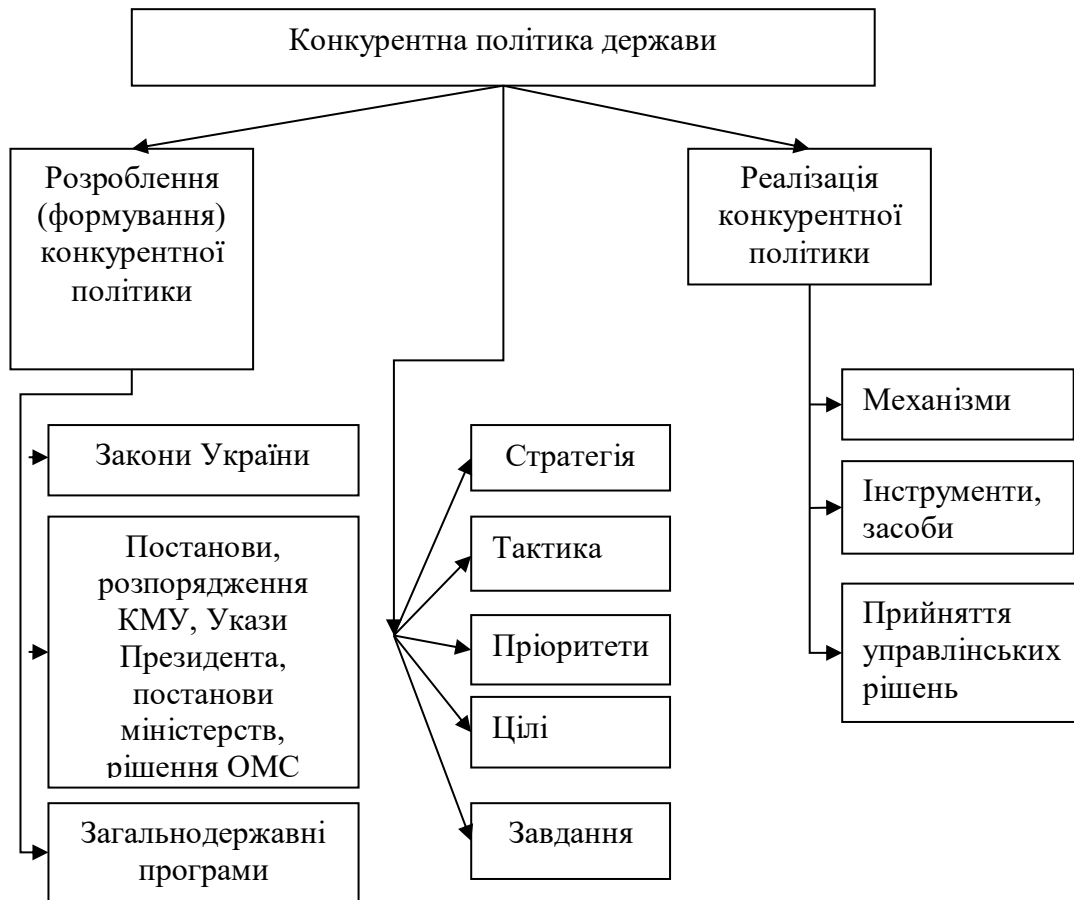 Конкурентна політика держави
Розроблення
(формування)
конкурентної
політики
Реалізація
конкурентної
політики
Закони України
Постанови,
розпорядження
КМУ, Укази
Президента,
постанови
міністерств,
рішення ОМС
Загальнодержавні
програми
Стратегія
Тактика
Пріоритети
Цілі
Завдання
Механізми
Інструменти,
засоби
Прийняття
управлінських
рішень